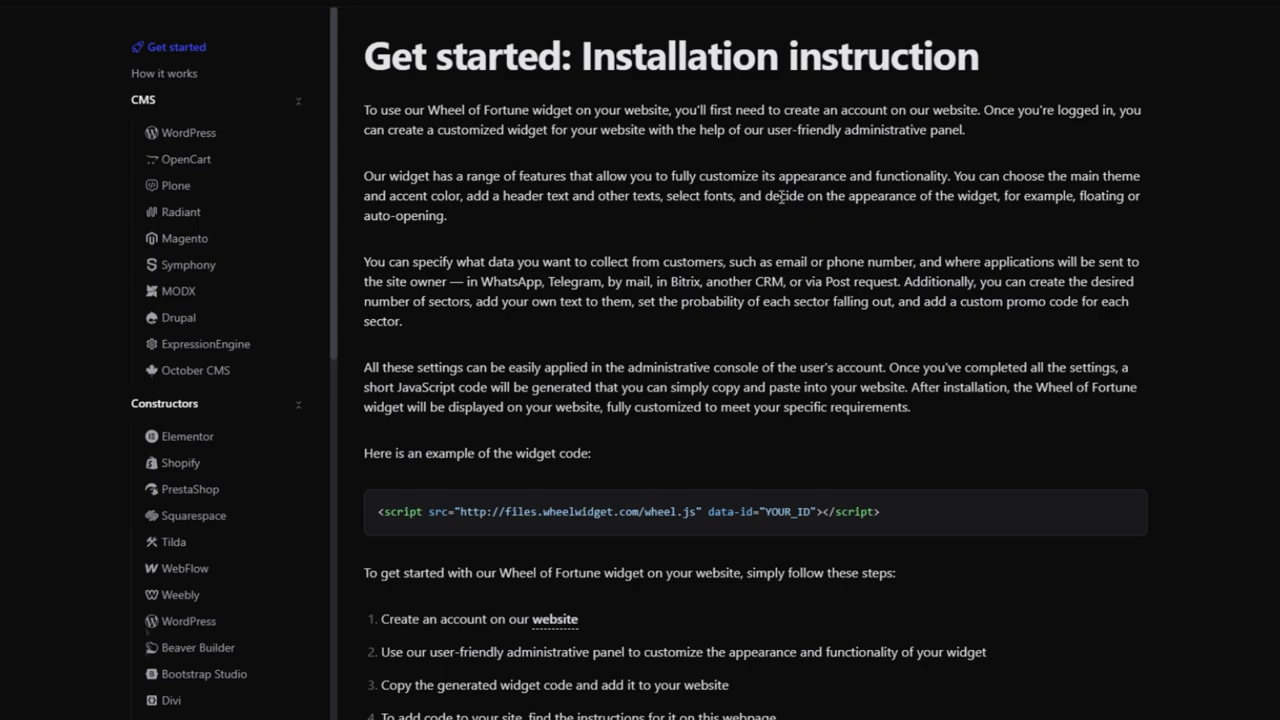 Get started
How it works
CMS
WordPress
OpenCart
Plone
Radiant
Magento
Symphony
MODX
Drupal
ExpressionEngine
October CMS
Constructors
Elementor
Shopify
PrestaShop
Squarespace
Tilda
WebFlow
Weebly
WordPress
Beaver Builder
Bootstrap Studio
Divi
Get started: Installation instruction
To use our Wheel of Fortune widget on your website, you'll first need to create an account on our website. Once you're logged in, you
can create a customized widget for your website with the help of our user-friendly administrative panel.
Our widget has a range of features that allow you to fully customize its appearance and functionality. You can choose the main theme
and accent color, add a header text and other texts, select fonts, and decide on the appearance of the widget, for example, floating or
auto-opening.
You can specify what data you want to collect from customers, such as email or phone number, and where applications will be sent to
the site owner — in WhatsApp, Telegram, by mail, in Bitrix, another CRM, or via Post request. Additionally, you can create the desired
number of sectors, add your own text to them, set the probability of each sector falling out, and add a custom promo code for each
sector.
All these settings can be easily applied in the administrative console of the user's account. Once you've completed all the settings, a
short JavaScript code will be generated that you can simply copy and paste into your website. After installation, the Wheel of Fortune
widget will be displayed on your website, fully customized to meet your specific requirements.
Here is an example of the widget code:
<script src="http://files.wheelwidget.com/wheel.js" data-id="YOUR_ID"></script>
To get started with our Wheel of Fortune widget on your website, simply follow these steps:
1. Create an account on our website
2. Use our user-friendly administrative panel to customize the appearance and functionality of your widget
3. Copy the generated widget code and add it to your website
4. To add code to your site, find the instructions for it on this webpage